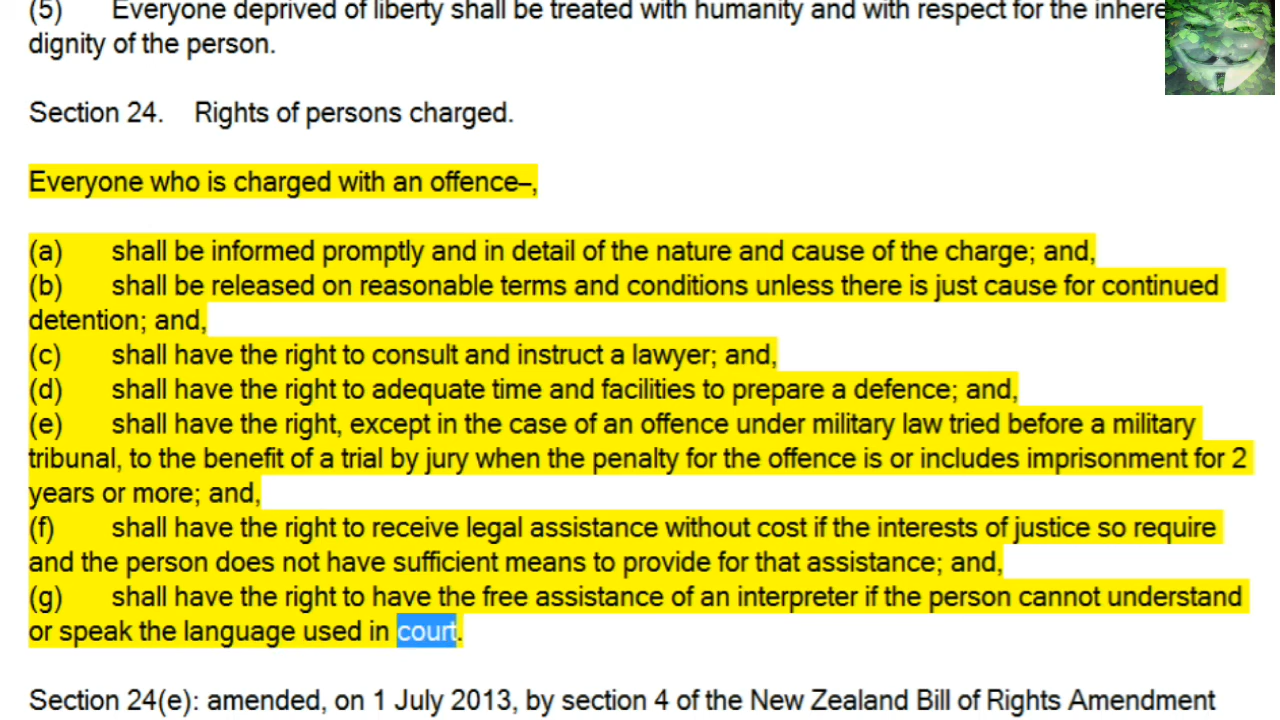 (5) Everyone deprived of liberty shall be treated with humanity and with respect for the
dignity of the person.
Section 24. Rights of persons charged.
Everyone who is charged with an offence–,
(a) shall be informed promptly and in detail of the nature and cause of the charge; and,
(b) shall be released on reasonable terms and conditions unless there is just cause for continued
detention; and,
(c) shall have the right to consult and instruct a lawyer; and,
(d) shall have the right to adequate time and facilities to prepare a defence; and,
(e) shall have the right, except in the case of an offence under military law tried before a military
tribunal, to the benefit of a trial by jury when the penalty for the offence is or includes imprisonment for 2
years or more; and,
(f) shall have the right to receive legal assistance without cost if the interests of justice so require
and the person does not have sufficient means to provide for that assistance; and,
(g) shall have the right to have the free assistance of an interpreter if the person cannot understand
or speak the language used in court.
Section 24(e): amended, on 1 July 2013, by section 4 of the New Zealand Bill of Rights Amendment